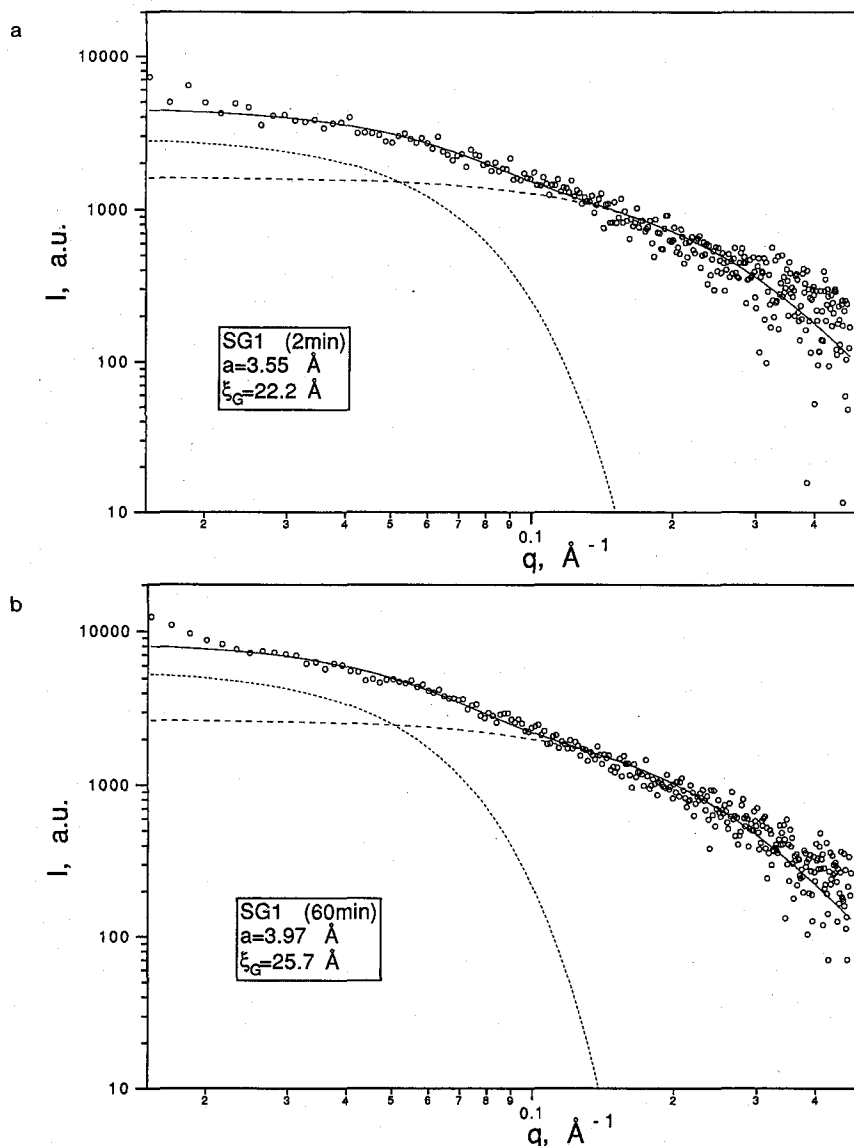 a
10000
1000
100
10
I, a.u.
SG1 (2min)
a=3.55 Å
ξG=22.2 Å
2 3 4 5 6 7 8 9 0.1 2 3 4
q, Å -1
b
10000
1000
100
10
I, a.u.
SG1 (60min)
a=3.97 Å
ξG=25.7 Å
2 3 4 5 6 7 8 9 0.1 2 3 4
q, Å -1